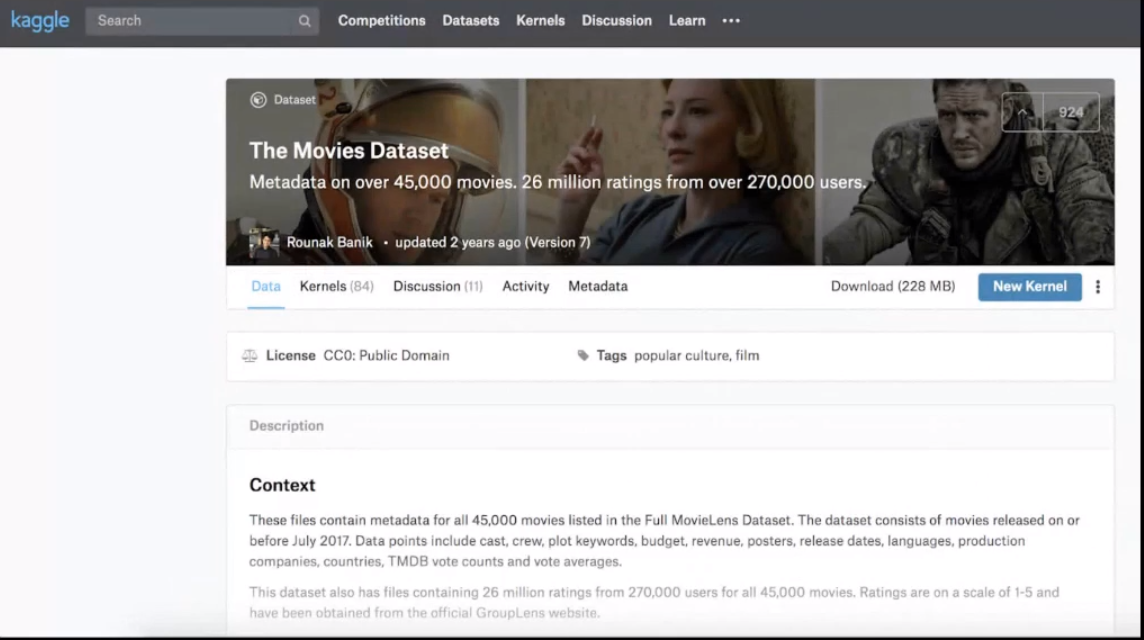 kaggle Search Competitions Datasets Kernels Discussion Learn •••
Dataset
924
The Movies Dataset
Metadata on over 45,000 movies. 26 million ratings from over 270,000 users.
Rounak Banik • updated 2 years ago (Version 7)
Data Kernels (84) Discussion (11) Activity Metadata Download (228 MB) New Kernel
License CC0: Public Domain Tags popular culture, film
Description
Context
These files contain metadata for all 45,000 movies listed in the Full MovieLens Dataset. The dataset consists of movies released on or
before July 2017. Data points include cast, crew, plot keywords, budget, revenue, posters, release dates, languages, production
companies, countries, TMDB vote counts and vote averages.
This dataset also has files containing 26 million ratings from 270,000 users for all 45,000 movies. Ratings are on a scale of 1-5 and
have been obtained from the official GroupLens website.